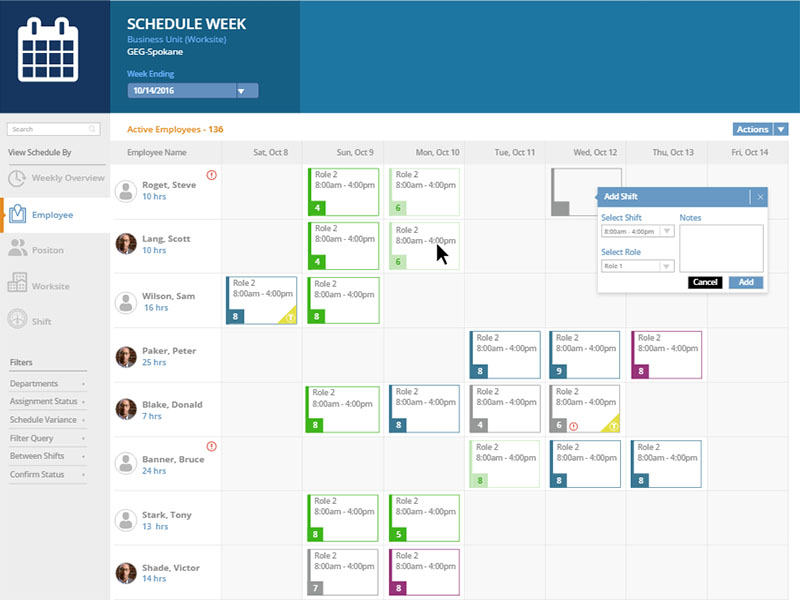 SCHEDULE WEEK
Business Unit (Worksite)
GEG-Spokane
Week Ending
10/14/2016
Search
Active Employees - 136
Actions
View Schedule By
Weekly Overview
Employee
Positon
Worksite
Shift
Filters
Departments
Assignment Status
Schedule Variance
Filter Query
Between Shifts
Confirm Status
Employee Name
Sat, Oct 8
Sun, Oct 9
Mon, Oct 10
Tue, Oct 11
Wed, Oct 12
Thu, Oct 13
Fri, Oct 14
Roget, Steve
10 hrs
Role 2
8:00am - 4:00pm
4
Role 2
8:00am - 4:00pm
6
Add Shift
Select Shift
8:00am - 4:00pm
Select Role
Role 1
Notes
Cancel
Add
Lang, Scott
10 hrs
Role 2
8:00am - 4:00pm
4
Role 2
8:00am - 4:00pm
6
Wilson, Sam
16 hrs
Role 2
8:00am - 4:00pm
8
T
Role 2
8:00am - 4:00pm
8
Paker, Peter
25 hrs
Role 2
8:00am - 4:00pm
8
Role 2
8:00am - 4:00pm
9
Role 2
8:00am - 4:00pm
8
Blake, Donald
7 hrs
Role 2
8:00am - 4:00pm
8
Role 2
8:00am - 4:00pm
8
Role 2
8:00am - 4:00pm
4
Role 2
8:00am - 4:00pm
6
T
Banner, Bruce
24 hrs
Role 2
8:00am - 4:00pm
8
Role 2
8:00am - 4:00pm
8
Role 2
8:00am - 4:00pm
8
Stark, Tony
13 hrs
Role 2
8:00am - 4:00pm
8
Role 2
8:00am - 4:00pm
5
Shade, Victor
14 hrs
Role 2
8:00am - 4:00pm
7
Role 2
8:00am - 4:00pm
8